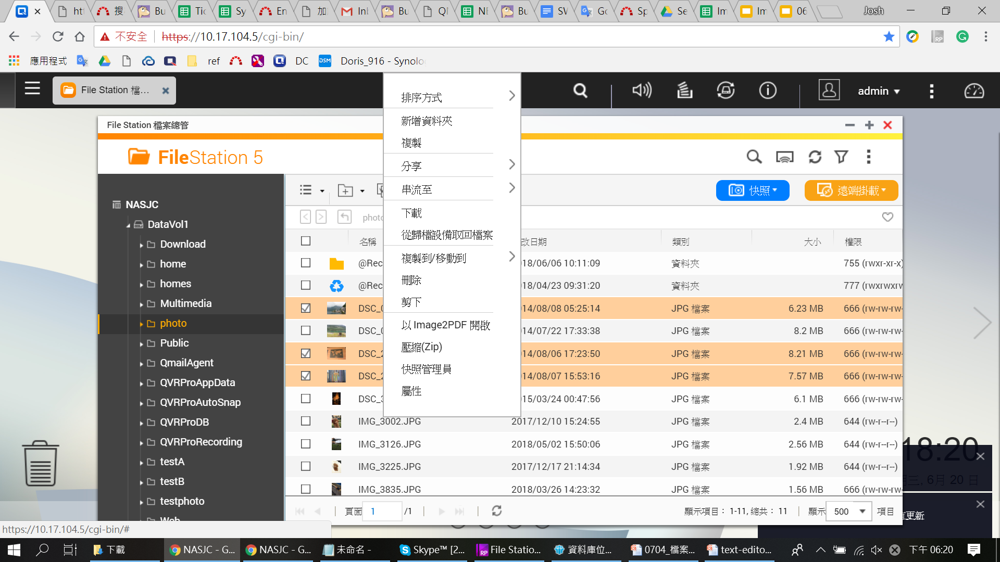 ht
搜
Bu
Tic
Sy
En
加
Inb
Bu
QN
NE
Bu
SW
Go
Sp
Se
Im
Im
06
Josh
不安全
https://10.17.104.5/cgi-bin/
應用程式
ref
DC
DSM
Doris_916 - Synolo
File Station 檔...
admin
File Station 檔案總管
FileStation 5
快照
遠端掛載
photo
NASJC
DataVol1
Download
home
homes
Multimedia
photo
Public
QmailAgent
QVRProAppData
QVRProAutoSnap
QVRProDB
QVRProRecording
testA
testB
testphoto
Web
排序方式
新增資料夾
複製
分享
串流至
下載
從歸檔設備取回檔案
複製到/移動到
刪除
剪下
以 Image2PDF 開啟
壓縮(Zip)
快照管理員
屬性
名稱 改日期 類別 大小 權限
@Rec 18/06/06 10:11:09 資料夾 755 (rwxr-xr-x)
@Rec 18/04/23 09:31:20 資料夾 777 (rwxrwxrw
DSC_0 14/08/08 05:25:14 JPG 檔案 6.23 MB 666 (rw-rw-rw-
DSC_0 14/07/22 17:33:38 JPG 檔案 8.2 MB 666 (rw-rw-rw-
DSC_2 14/08/06 17:23:50 JPG 檔案 8.21 MB 666 (rw-rw-rw-
DSC_2 14/08/07 15:53:16 JPG 檔案 7.57 MB 666 (rw-rw-rw-
DSC_3 15/03/24 00:47:56 JPG 檔案 6.1 MB 666 (rw-rw-rw-
IMG_3002.JPG 2017/12/10 15:24:55 JPG 檔案 2.4 MB 644 (rw-r--r--)
IMG_3126.JPG 2018/05/02 15:50:06 JPG 檔案 2.56 MB 644 (rw-r--r--)
IMG_3225.JPG 2017/12/17 21:14:34 JPG 檔案 1.92 MB 644 (rw-r--r--)
IMG_3835.JPG 2018/03/26 14:23:32 JPG 檔案 1.56 MB 666 (rw-rw-rw-
頁面 1 /1
顯示項目： 1-11, 總共： 11
顯示 500 項目
18:20
三, 6月 20 日
更新
https://10.17.104.5/cgi-bin/#
下載
NASJC - G...
NASJC - G...
未命名 -
Skype™ [2...
RP
File Statio...
資料庫位...
0704_檔案...
text-edito...
下午 06:20